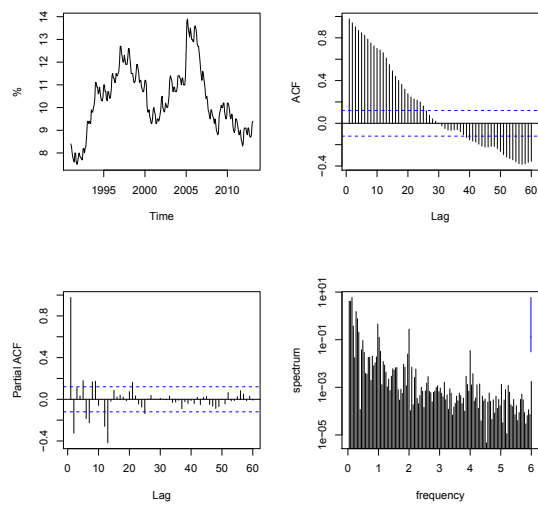 %
8 9 10 11 12 13 14
1995 2000 2005 2010
Time
ACF
−0.4 0.0 0.4 0.8
0 10 20 30 40 50 60
Lag
Partial ACF
−0.4 0.0 0.4 0.8
0 10 20 30 40 50 60
Lag
spectrum
1e−05 1e−03 1e−01 1e+01
0 1 2 3 4 5 6
frequency